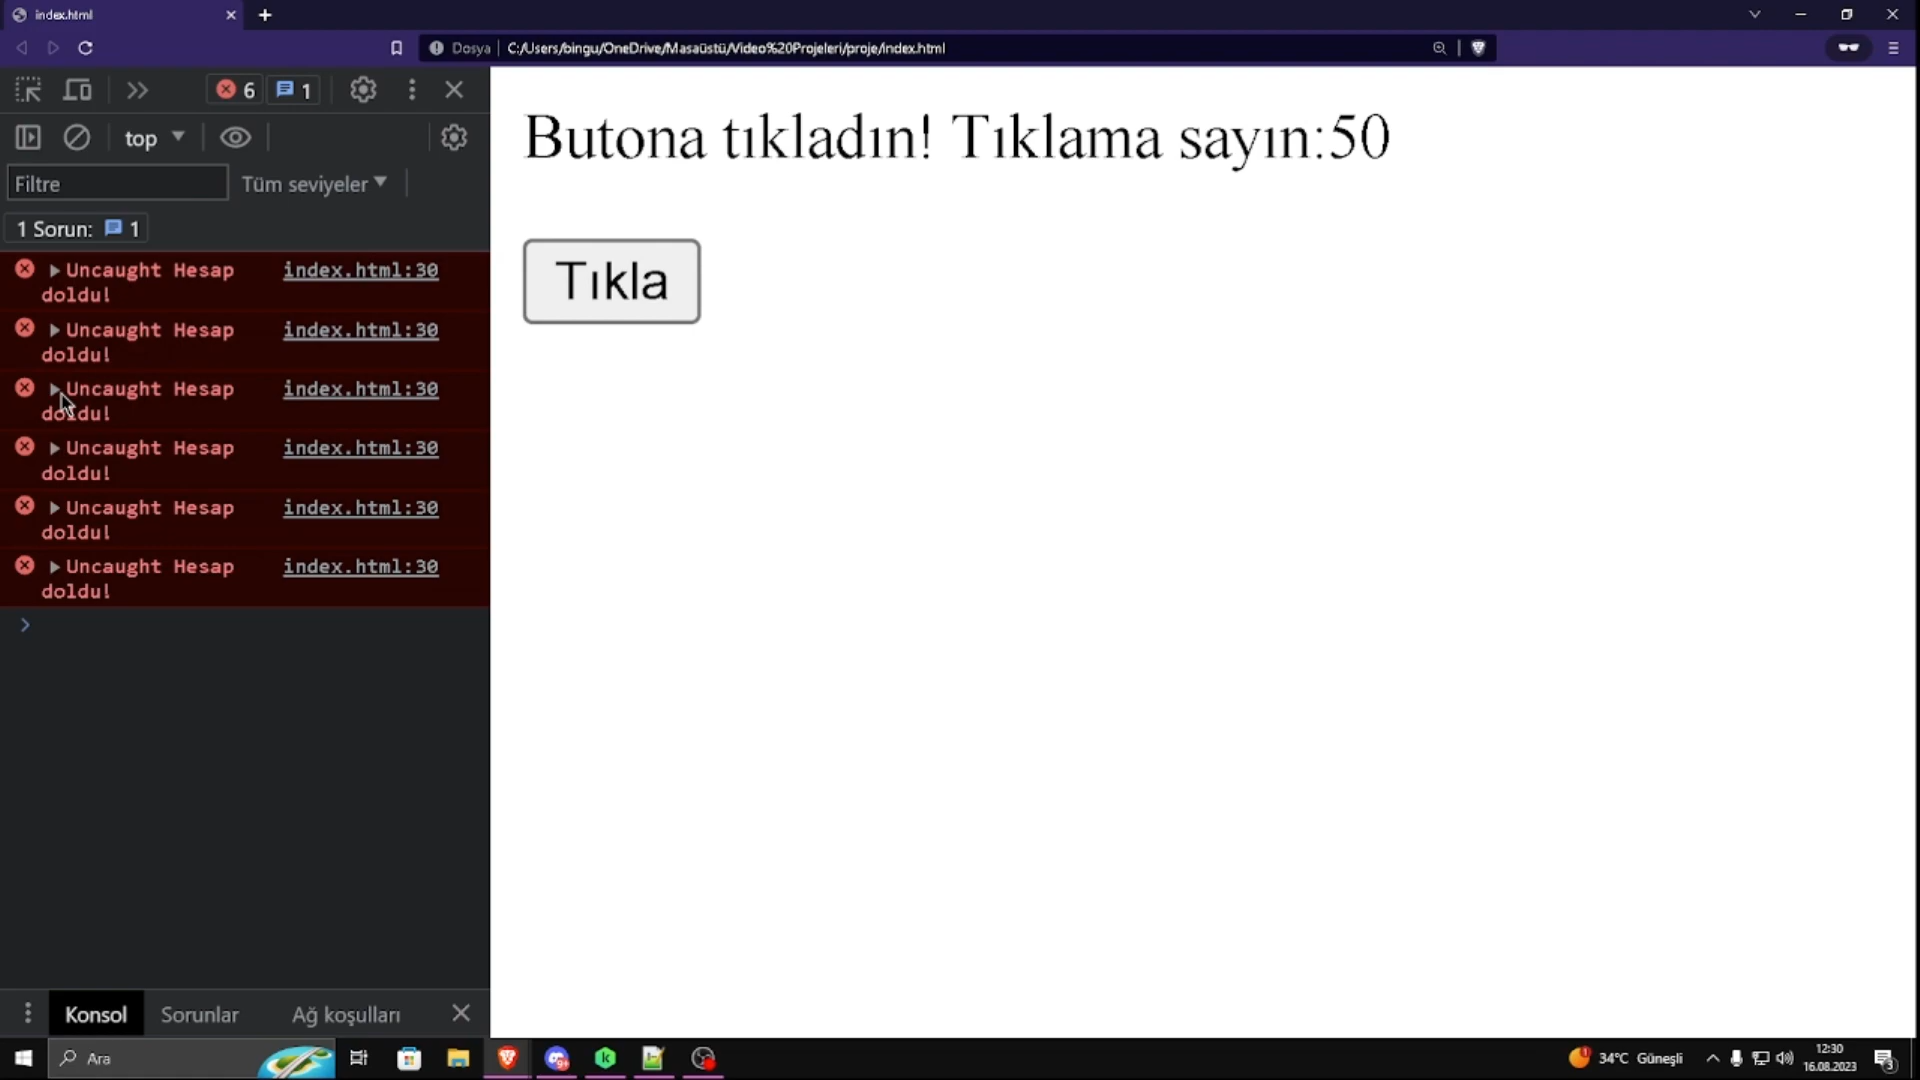 index.html
Dosya C:/Users/bingu/OneDrive/Masaüstü/Video%20Projeleri/proje/index.html
6 1
top
Filtre Tüm seviyeler
1 Sorun: 1
Uncaught Hesap index.html:30
doldu!
Uncaught Hesap index.html:30
doldu!
Uncaught Hesap index.html:30
doldu!
Uncaught Hesap index.html:30
doldu!
Uncaught Hesap index.html:30
doldu!
Uncaught Hesap index.html:30
doldu!
Butona tıkladın! Tıklama sayın:50
Tıkla
Konsol Sorunlar Ağ koşulları
Ara
34°C Güneşli
12:30
16.08.2023
3